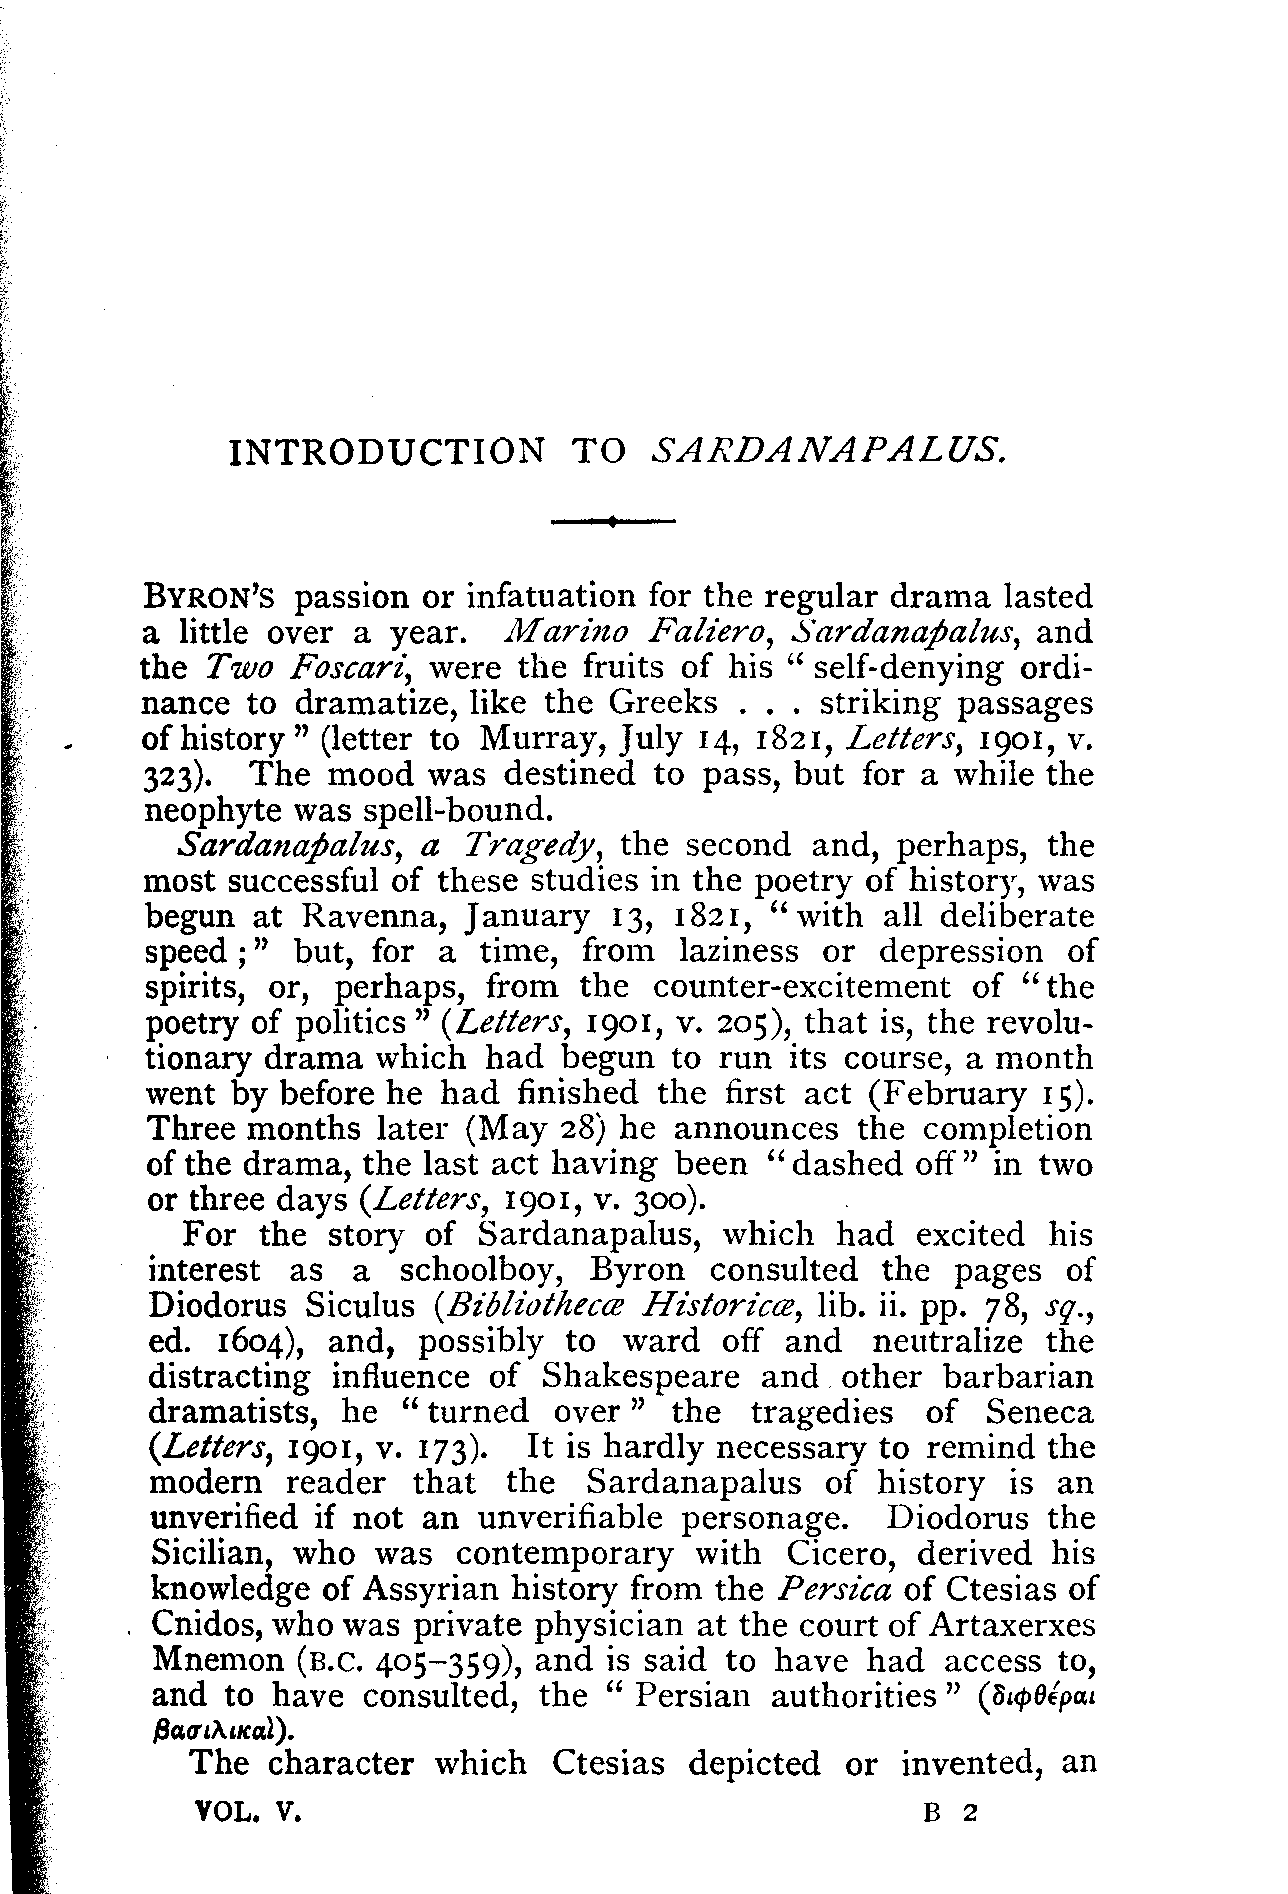 INTRODUCTION TO SARDANAPALUS.
BYRON'S passion or infatuation for the regular drama lasted
a little over a year. Marino Faliero, Sardanapalus, and
the Two Foscari, were the fruits of his “ self-denying ordi-
nance to dramatize, like the Greeks . . . striking passages
of history ” (letter to Murray, July 14, 1821, Letters, 1901, v.
323). The mood was destined to pass, but for a while the
neophyte was spell-bound.
Sardanapalus, a Tragedy, the second and, perhaps, the
most successful of these studies in the poetry of history, was
begun at Ravenna, January 13, 1821, “ with all deliberate
speed ; ” but, for a time, from laziness or depression of
spirits, or, perhaps, from the counter-excitement of “ the
poetry of politics ” (Letters, 1901, v. 205), that is, the revolu-
tionary drama which had begun to run its course, a month
went by before he had finished the first act (February 15).
Three months later (May 28) he announces the completion
of the drama, the last act having been “ dashed off ” in two
or three days (Letters, 1901, v. 300).
For the story of Sardanapalus, which had excited his
interest as a schoolboy, Byron consulted the pages of
Diodorus Siculus (Bibliothecæ Historicæ, lib. ii. pp. 78, sq.,
ed. 1604), and, possibly to ward off and neutralize the
distracting influence of Shakespeare and other barbarian
dramatists, he “ turned over ” the tragedies of Seneca
(Letters, 1901, v. 173). It is hardly necessary to remind the
modern reader that the Sardanapalus of history is an
unverified if not an unverifiable personage. Diodorus the
Sicilian, who was contemporary with Cicero, derived his
knowledge of Assyrian history from the Persica of Ctesias of
Cnidos, who was private physician at the court of Artaxerxes
Mnemon (B.C. 405–359), and is said to have had access to,
and to have consulted, the “ Persian authorities ” (διφθέραι
βασιλικαὶ).
The character which Ctesias depicted or invented, an
VOL. V. B 2